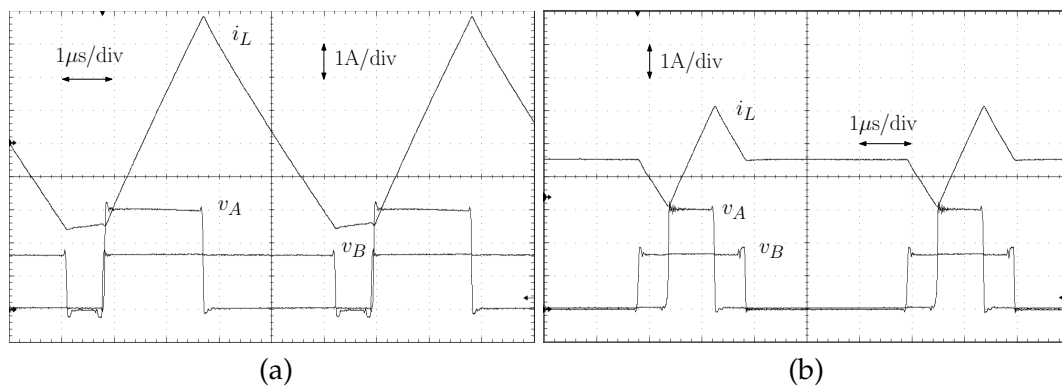 1μs/div
i_L
1A/div
v_A
v_B
(a)
1A/div
i_L
1μs/div
v_A
v_B
(b)